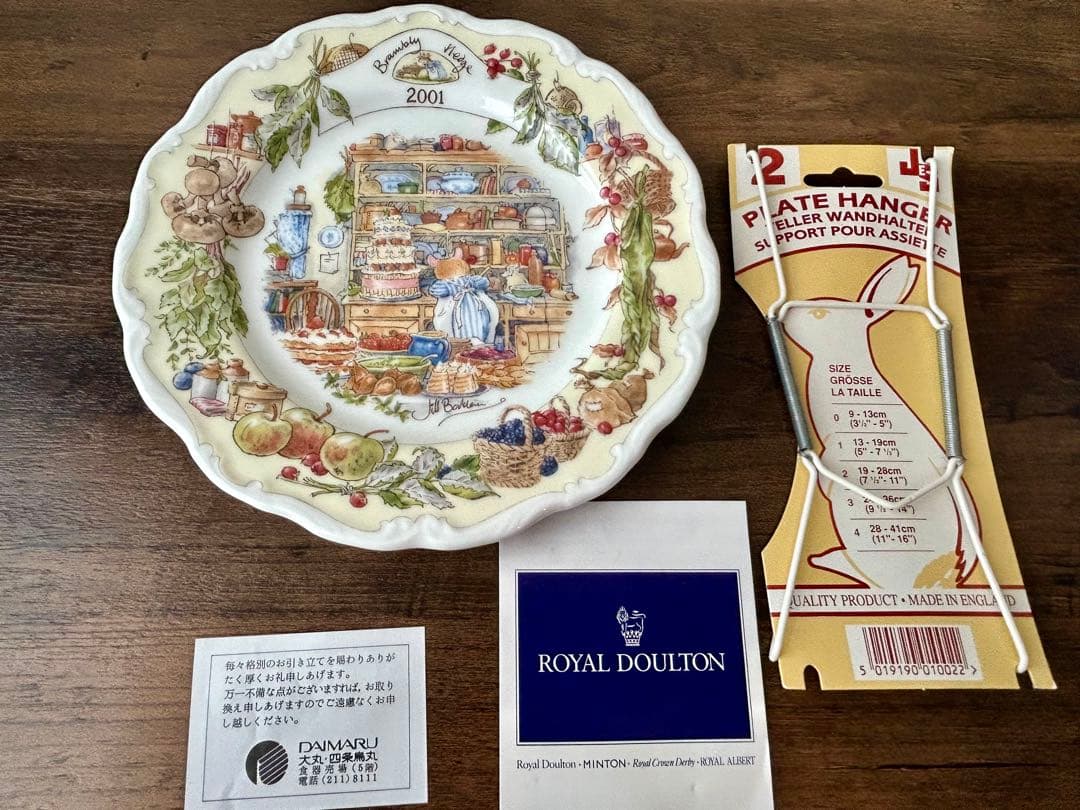 Brambly Hedge
2001
Jill Barklem
毎々格別のお引き立てを賜わりありが
たく厚くお礼申しあげます。
万一不備な点がございますれば、お取り
換え申しあげますのでご遠慮なくお申
し越しください。
DAIMARU
大丸・四条烏丸
食器売場(5階)
電話(211)8111
ROYAL DOULTON
Royal Doulton • MINTON • Royal Crown Derby • ROYAL ALBERT
2
PLATE HANGER
TELLER WANDHALTER
SUPPORT POUR ASSIETTE
SIZE
GRÖSSE
LA TAILLE
0 9 - 13cm
(3½" - 5")
1 13 - 19cm
(5" - 7 ½")
2 19 - 28cm
(7 ½" - 11")
3
4 28 - 41cm
(11" - 16")
QUALITY PRODUCT • MADE IN ENGLAND
5 019190 010022 >